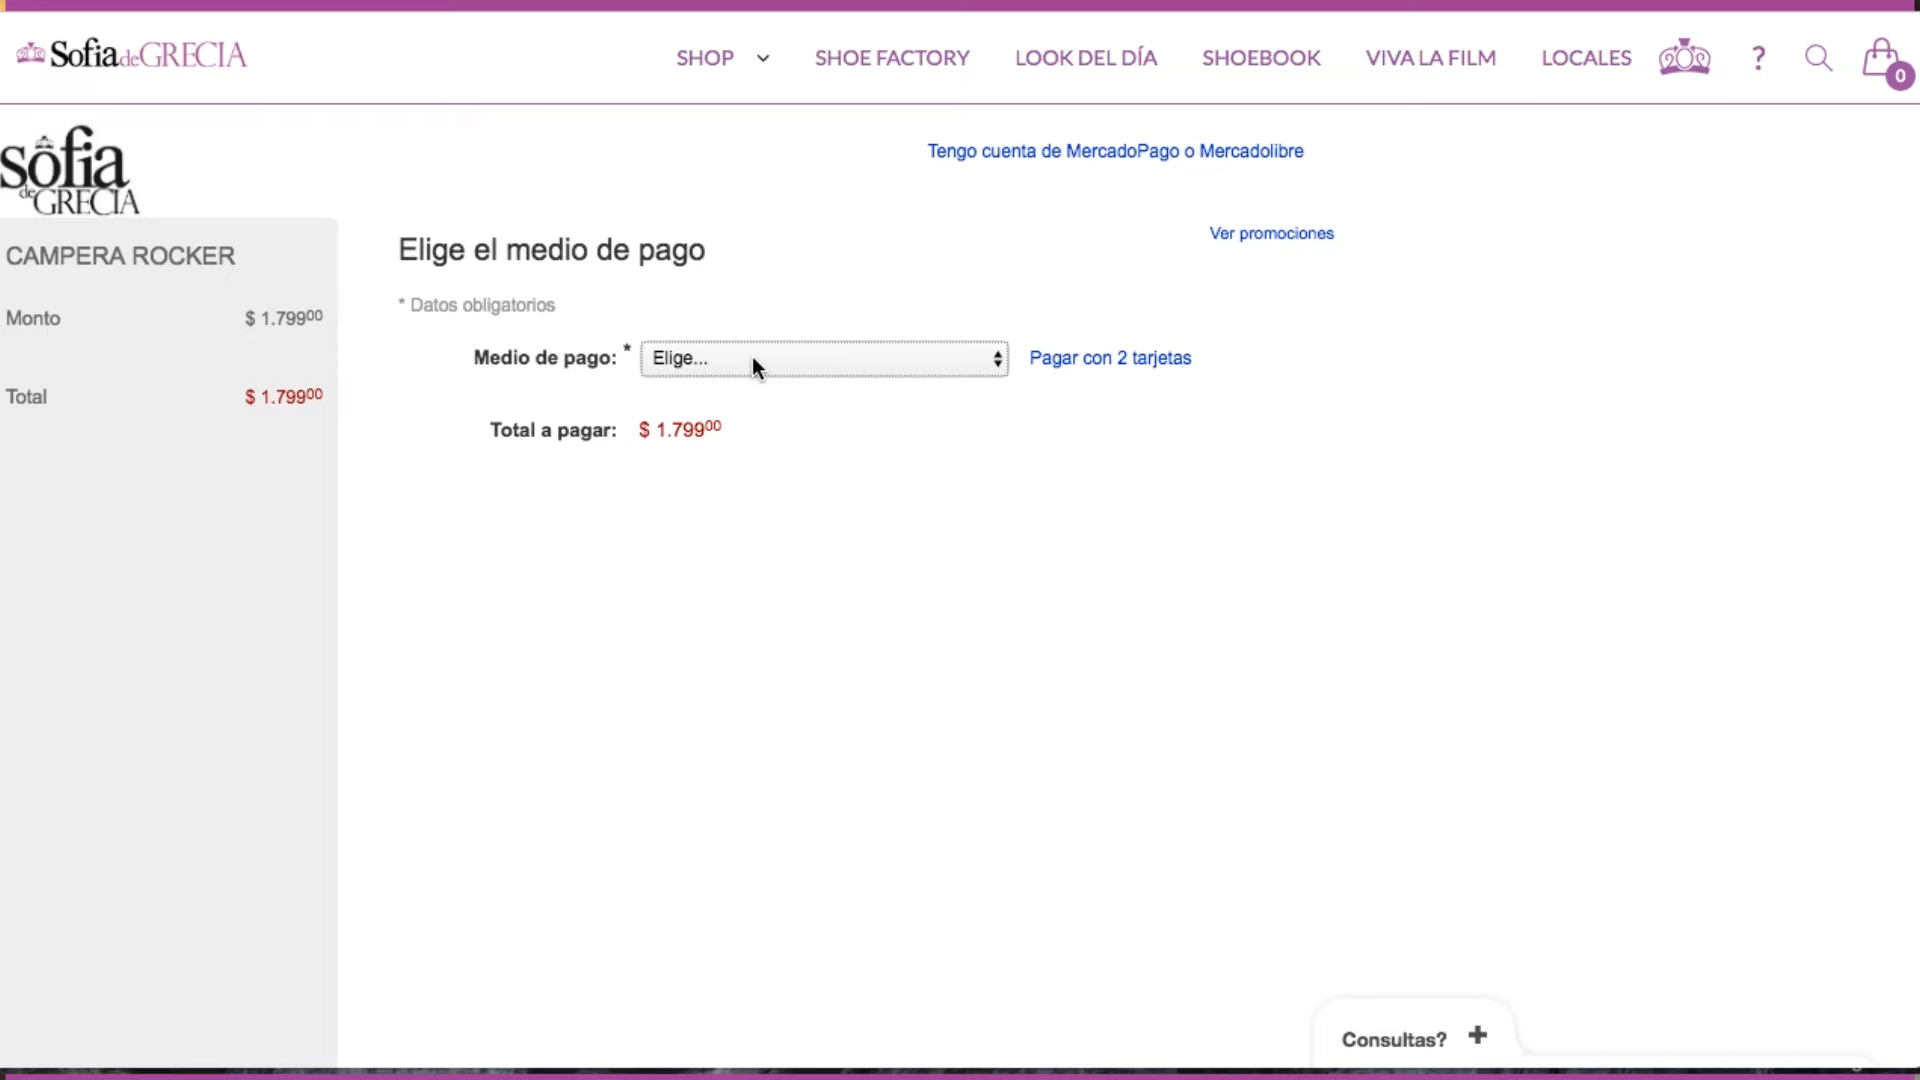 Sofia de GRECIA
SHOP
SHOE FACTORY
LOOK DEL DÍA
SHOEBOOK
VIVA LA FILM
LOCALES
?
0
sofia
de GRECIA
Tengo cuenta de MercadoPago o Mercadolibre
CAMPERA ROCKER
Monto $ 1.79900
Total $ 1.79900
Elige el medio de pago
Ver promociones
* Datos obligatorios
Medio de pago: * Elige... Pagar con 2 tarjetas
Total a pagar: $ 1.79900
Consultas? +